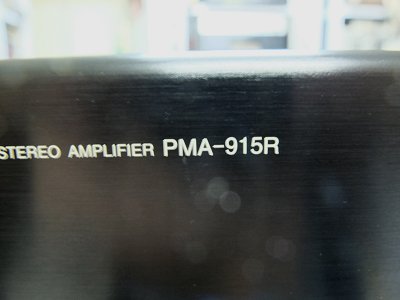 STEREO AMPLIFIER PMA-915R